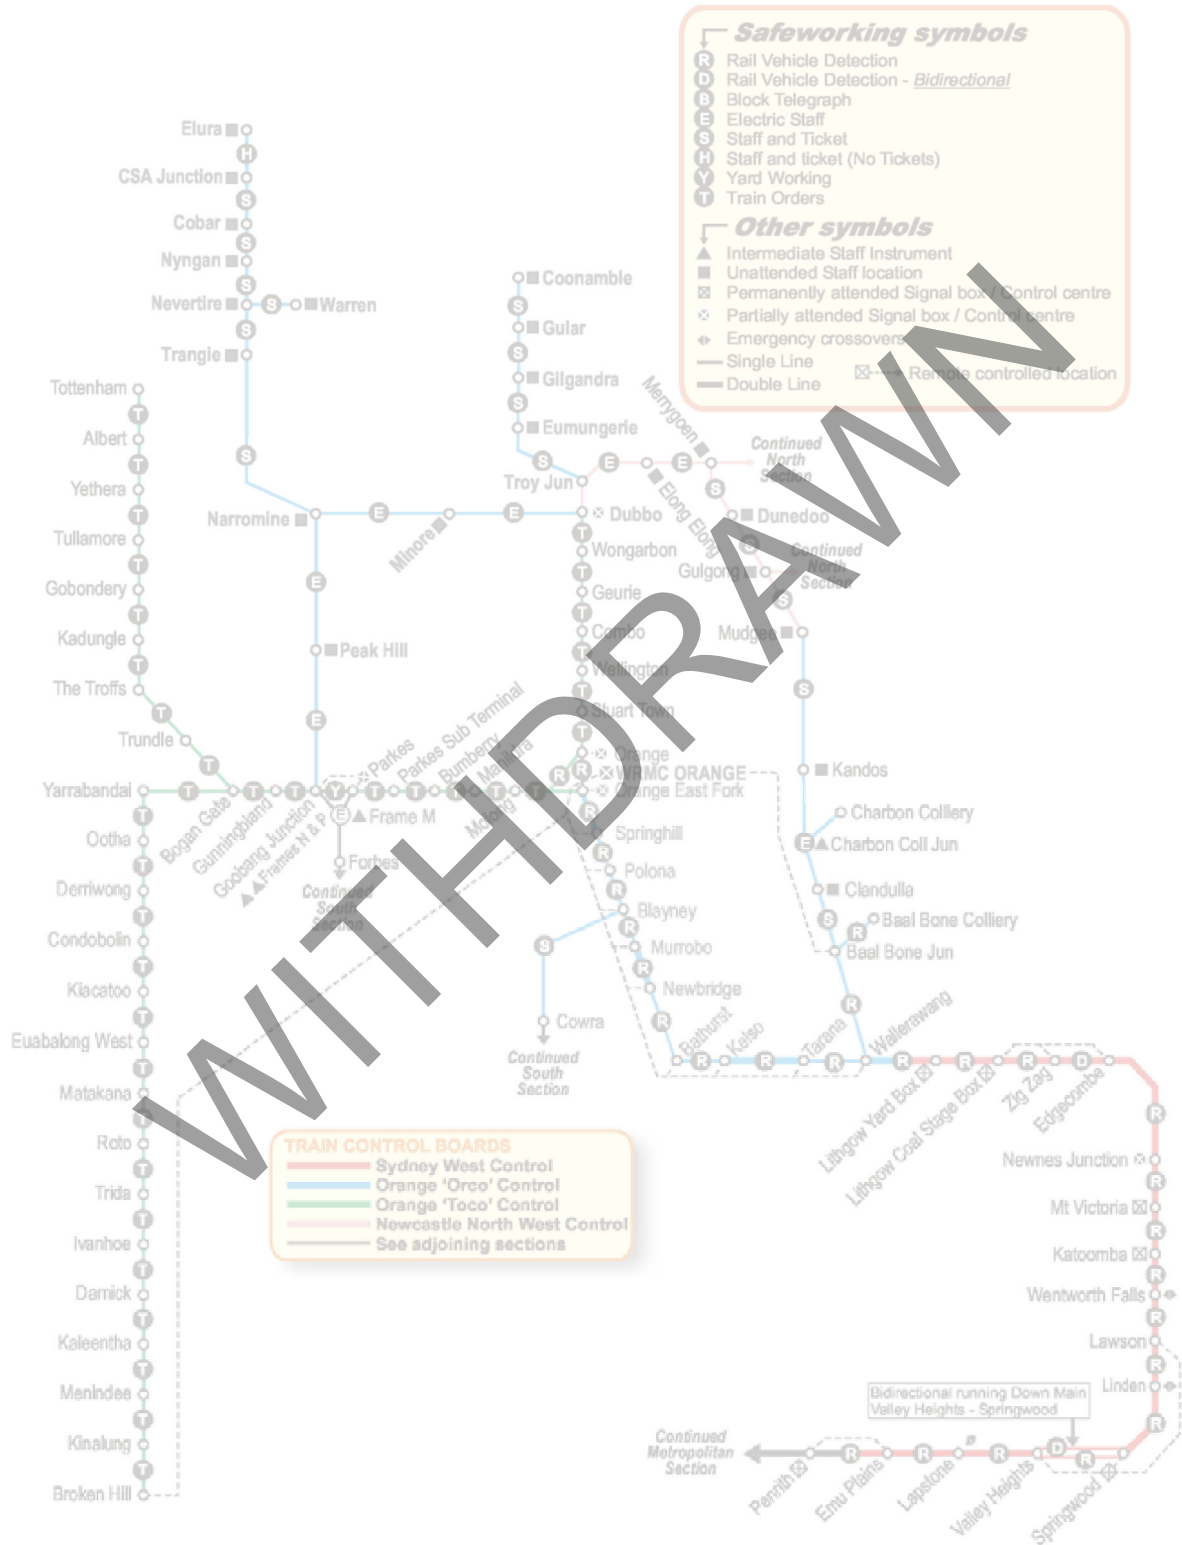 Safeworking symbols
R Rail Vehicle Detection
D Rail Vehicle Detection - Bidirectional
B Block Telegraph
E Electric Staff
S Staff and Ticket
H Staff and ticket (No Tickets)
Y Yard Working
T Train Orders
Other symbols
Intermediate Staff Instrument
Unattended Staff location
Permanently attended Signal box / Control centre
Partially attended Signal box / Control centre
Emergency crossovers
Single Line
Remote controlled location
Double Line
Elura
H
CSA Junction
S
Cobar
S
Nyngan
S
Nevertire
S
Warren
S
Trangie
S
Coonamble
S
Gular
S
Gilgandra
S
Eumungerie
S
Troy Jun
E
Elong Elong
E
Merrygoen
Continued
North
Section
S
Dunedoo
S
Continued
North
Section
Gulgong
S
Mudgee
S
Kandos
Charbon Colliery
E
Charbon Coll Jun
Clandulla
S
Baal Bone Colliery
R
Baal Bone Jun
R
Tottenham
T
Albert
T
Yethera
T
Tullamore
T
Gobondery
T
Kadungle
T
The Troffs
T
Trundle
T
Narromine
E
Minore
E
Dubbo
E
Peak Hill
E
T
Wongarbon
T
Geurie
T
Combo
T
Wellington
T
Stuart Town
T
Orange
WRMC ORANGE
Orange East Fork
R
R
Yarrabandai
T
Bogan Gate
T
Gunningbland
T
Goobang Junction
Frames N & P
Y
Parkes
T
Parkes Sub Terminal
T
Bumberry
T
Manildra
T
Molong
T
E
Frame M
Forbes
Continued
South
Section
R
Springhill
R
Polona
R
Blayney
R
Murrobo
R
Newbridge
R
S
Cowra
Continued
South
Section
Bathurst
R
Kelso
R
Tarana
R
Wallerawang
R
Lithgow Yard Box
R
Lithgow Coal Stage Box
R
Zig Zag
D
Edgecombe
R
Newnes Junction
R
Mt Victoria
R
Katoomba
R
Wentworth Falls
R
Lawson
R
Linden
R
Bidirectional running Down Main
Valley Heights - Springwood
Continued
Metropolitan
Section
Penrith
R
Emu Plains
R
Lapstone
R
Valley Heights
D
R
Springwood
T
Ootha
T
Derriwong
T
Condobolin
T
Kiacatoo
T
Euabalong West
T
Matakana
T
Roto
T
Trida
T
Ivanhoe
T
Darnick
T
Kaleentha
T
Menindee
T
Kinalung
T
Broken Hill
TRAIN CONTROL BOARDS
Sydney West Control
Orange ‘Orco’ Control
Orange ‘Toco’ Control
Newcastle North West Control
See adjoining sections
WITHDRAWN